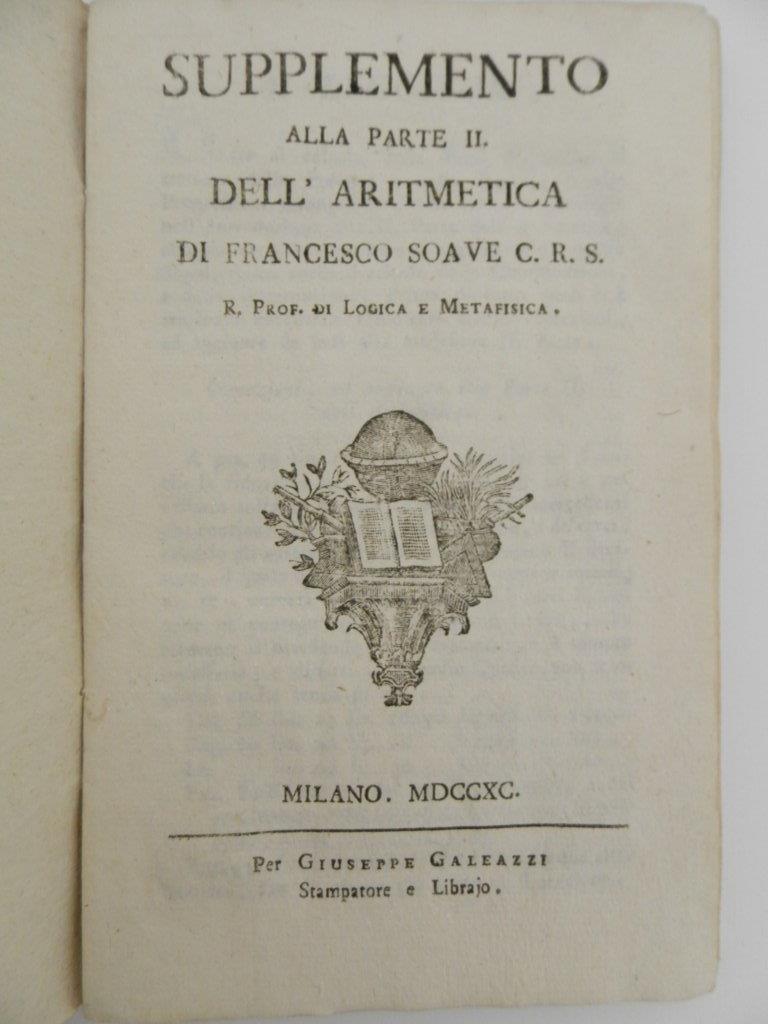 SUPPLEMENTO
ALLA PARTE II.
DELL' ARITMETICA
DI FRANCESCO SOAVE C. R. S.
R. PROF. DI LOGICA E METAFISICA.
MILANO. MDCCXC.
Per GIUSEPPE GALEAZZI
Stampatore e Librajo.